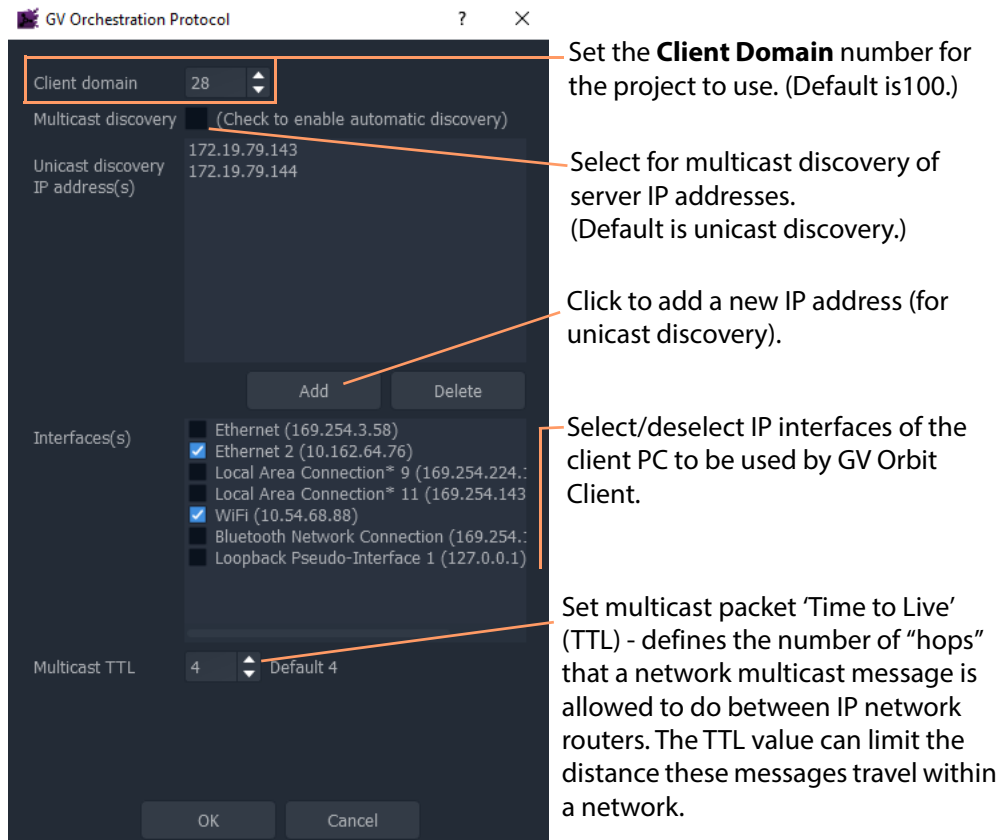 GV Orchestration Protocol ? ×
Client domain 28
Multicast discovery (Check to enable automatic discovery)
Unicast discovery
IP address(s)
172.19.79.143
172.19.79.144
Add Delete
Interfaces(s)
Ethernet (169.254.3.58)
Ethernet 2 (10.162.64.76)
Local Area Connection* 9 (169.254.224.
Local Area Connection* 11 (169.254.143
WiFi (10.54.68.88)
Bluetooth Network Connection (169.254.
Loopback Pseudo-Interface 1 (127.0.0.1)
Multicast TTL 4 Default 4
OK Cancel
Set the Client Domain number for
the project to use. (Default is100.)
Select for multicast discovery of
server IP addresses.
(Default is unicast discovery.)
Click to add a new IP address (for
unicast discovery).
Select/deselect IP interfaces of the
client PC to be used by GV Orbit
Client.
Set multicast packet ‘Time to Live’
(TTL) - defines the number of “hops”
that a network multicast message is
allowed to do between IP network
routers. The TTL value can limit the
distance these messages travel within
a network.